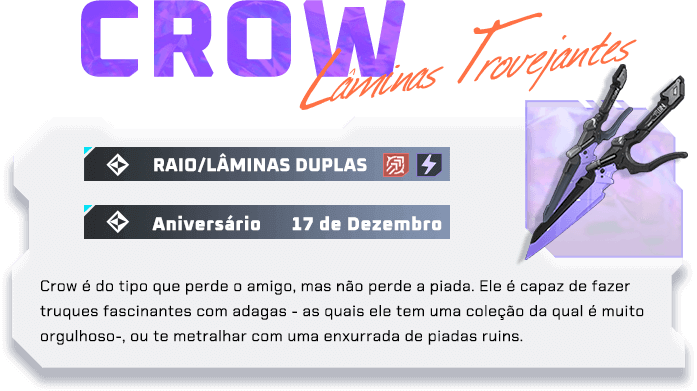 CROW
Lâminas Trovejantes
RAIO/LÂMINAS DUPLAS
Aniversário 17 de Dezembro
Crow é do tipo que perde o amigo, mas não perde a piada. Ele é capaz de fazer
truques fascinantes com adagas - as quais ele tem uma coleção da qual é muito
orgulhoso-, ou te metralhar com uma enxurrada de piadas ruins.